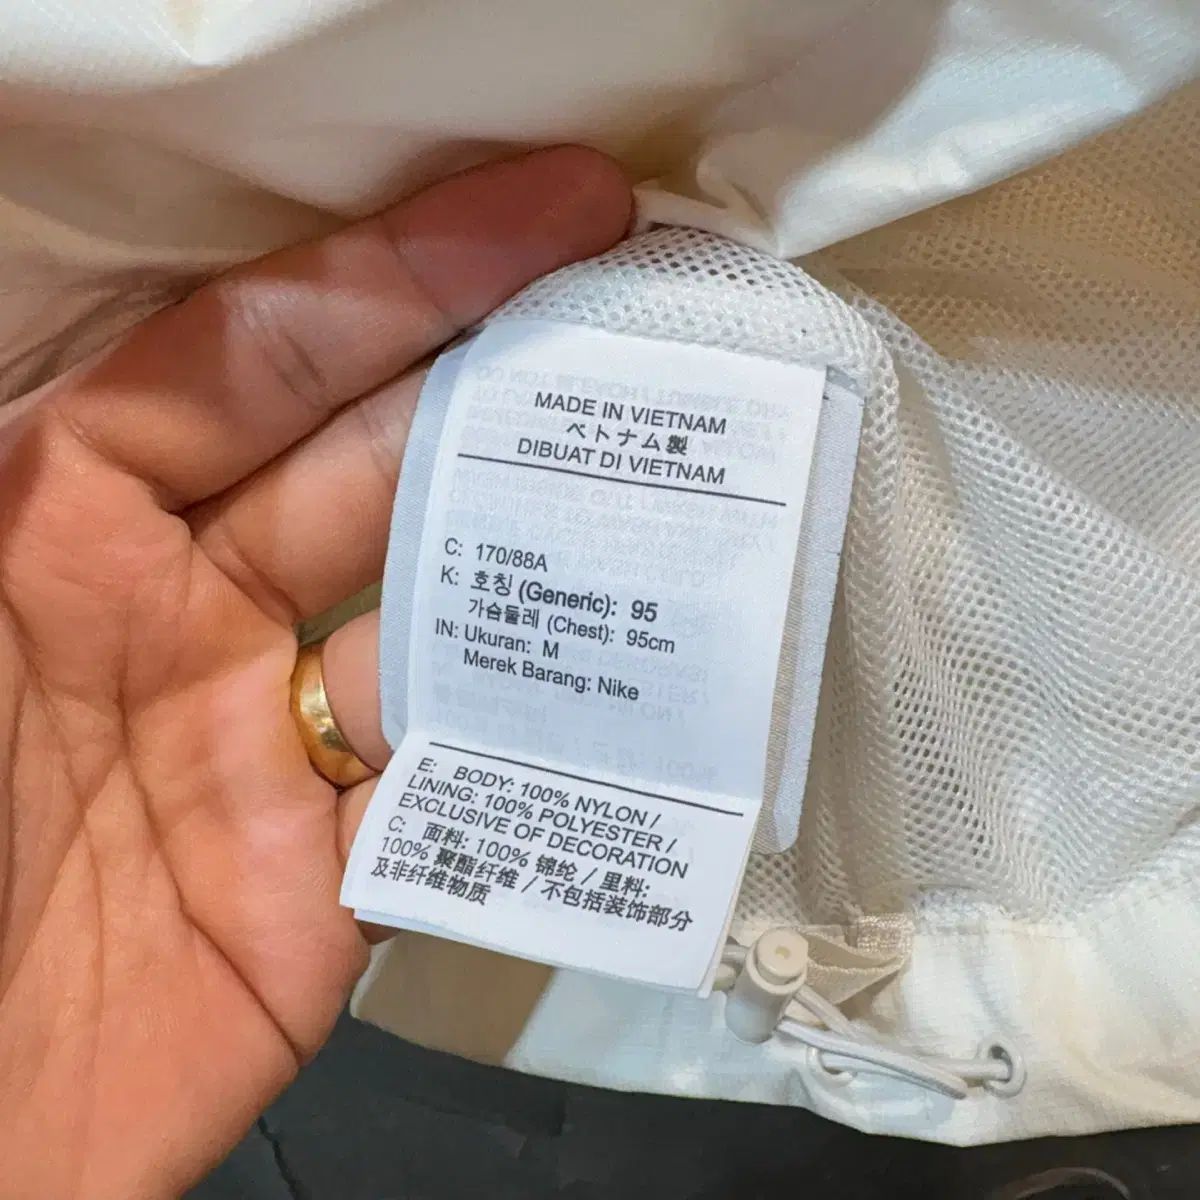 MADE IN VIETNAM
ベトナム製
DIBUAT DI VIETNAM
C: 170/88A
K: 호칭 (Generic): 95
가슴둘레 (Chest): 95cm
IN: Ukuran: M
Merek Barang: Nike
E: BODY: 100% NYLON /
LINING: 100% POLYESTER /
EXCLUSIVE OF DECORATION
C: 面料: 100% 锦纶 / 里料:
100% 聚酯纤维 / 不包括装饰部分
及非纤维物质